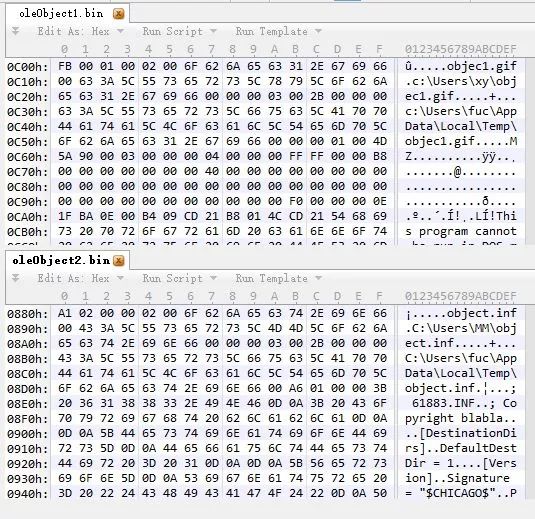 oleObject1.bin
Edit As: Hex Run Script Run Template
0 1 2 3 4 5 6 7 8 9 A B C D E F 0123456789ABCDEF
0C00h: FB 00 01 00 02 00 6F 62 6A 65 63 31 2E 67 69 66 û.....objec1.gif
0C10h: 00 63 3A 5C 55 73 65 72 73 5C 78 79 5C 6F 62 6A .c:\Users\xy\obj
0C20h: 65 63 31 2E 67 69 66 00 00 00 03 00 2B 00 00 00 ec1.gif.....+...
0C30h: 63 3A 5C 55 73 65 72 73 5C 66 75 63 5C 41 70 70 c:\Users\fuc\App
0C40h: 44 61 74 61 5C 4C 6F 63 61 6C 5C 54 65 6D 70 5C Data\Local\Temp\
0C50h: 6F 62 6A 65 63 31 2E 67 69 66 00 00 00 01 00 4D objec1.gif.....M
0C60h: 5A 90 00 03 00 00 00 04 00 00 00 FF FF 00 00 B8 Z..........ÿÿ..¸
0C70h: 00 00 00 00 00 00 00 40 00 00 00 00 00 00 00 00 .......@........
0C80h: 00 00 00 00 00 00 00 00 00 00 00 00 00 00 00 00 ................
0C90h: 00 00 00 00 00 00 00 00 00 00 00 F0 00 00 00 0E ...........ð....
0CA0h: 1F BA 0E 00 B4 09 CD 21 B8 01 4C CD 21 54 68 69 .º..´.Í!¸.LÍ!Thi
0CB0h: 73 20 70 72 6F 67 72 61 6D 20 63 61 6E 6E 6F 74 s program cannot
oleObject2.bin
Edit As: Hex Run Script Run Template
0 1 2 3 4 5 6 7 8 9 A B C D E F 0123456789ABCDEF
0880h: A1 02 00 00 02 00 6F 62 6A 65 63 74 2E 69 6E 66 ¡.....object.inf
0890h: 00 43 3A 5C 55 73 65 72 73 5C 4D 4D 5C 6F 62 6A .C:\Users\MM\obj
08A0h: 65 63 74 2E 69 6E 66 00 00 00 03 00 2B 00 00 00 ect.inf.....+...
08B0h: 43 3A 5C 55 73 65 72 73 5C 66 75 63 5C 41 70 70 C:\Users\fuc\App
08C0h: 44 61 74 61 5C 4C 6F 63 61 6C 5C 54 65 6D 70 5C Data\Local\Temp\
08D0h: 6F 62 6A 65 63 74 2E 69 6E 66 00 A6 01 00 00 3B object.inf.¦...;
08E0h: 20 36 31 38 38 33 2E 49 4E 46 0D 0A 3B 20 43 6F 61883.INF..; Co
08F0h: 70 79 72 69 67 68 74 20 62 6C 61 62 6C 61 0D 0A pyright blabla..
0900h: 0D 0A 5B 44 65 73 74 69 6E 61 74 69 6F 6E 44 69 ..[DestinationDi
0910h: 72 73 5D 0D 0A 44 65 66 61 75 6C 74 44 65 73 74 rs]..DefaultDest
0920h: 44 69 72 20 3D 20 31 0D 0A 0D 0A 5B 56 65 72 73 Dir = 1....[Vers
0930h: 69 6F 6E 5D 0D 0A 53 69 67 6E 61 74 75 72 65 20 ion]..Signature
0940h: 3D 20 22 24 43 48 49 43 41 47 4F 24 22 0D 0A 50 = "$CHICAGO$"..P